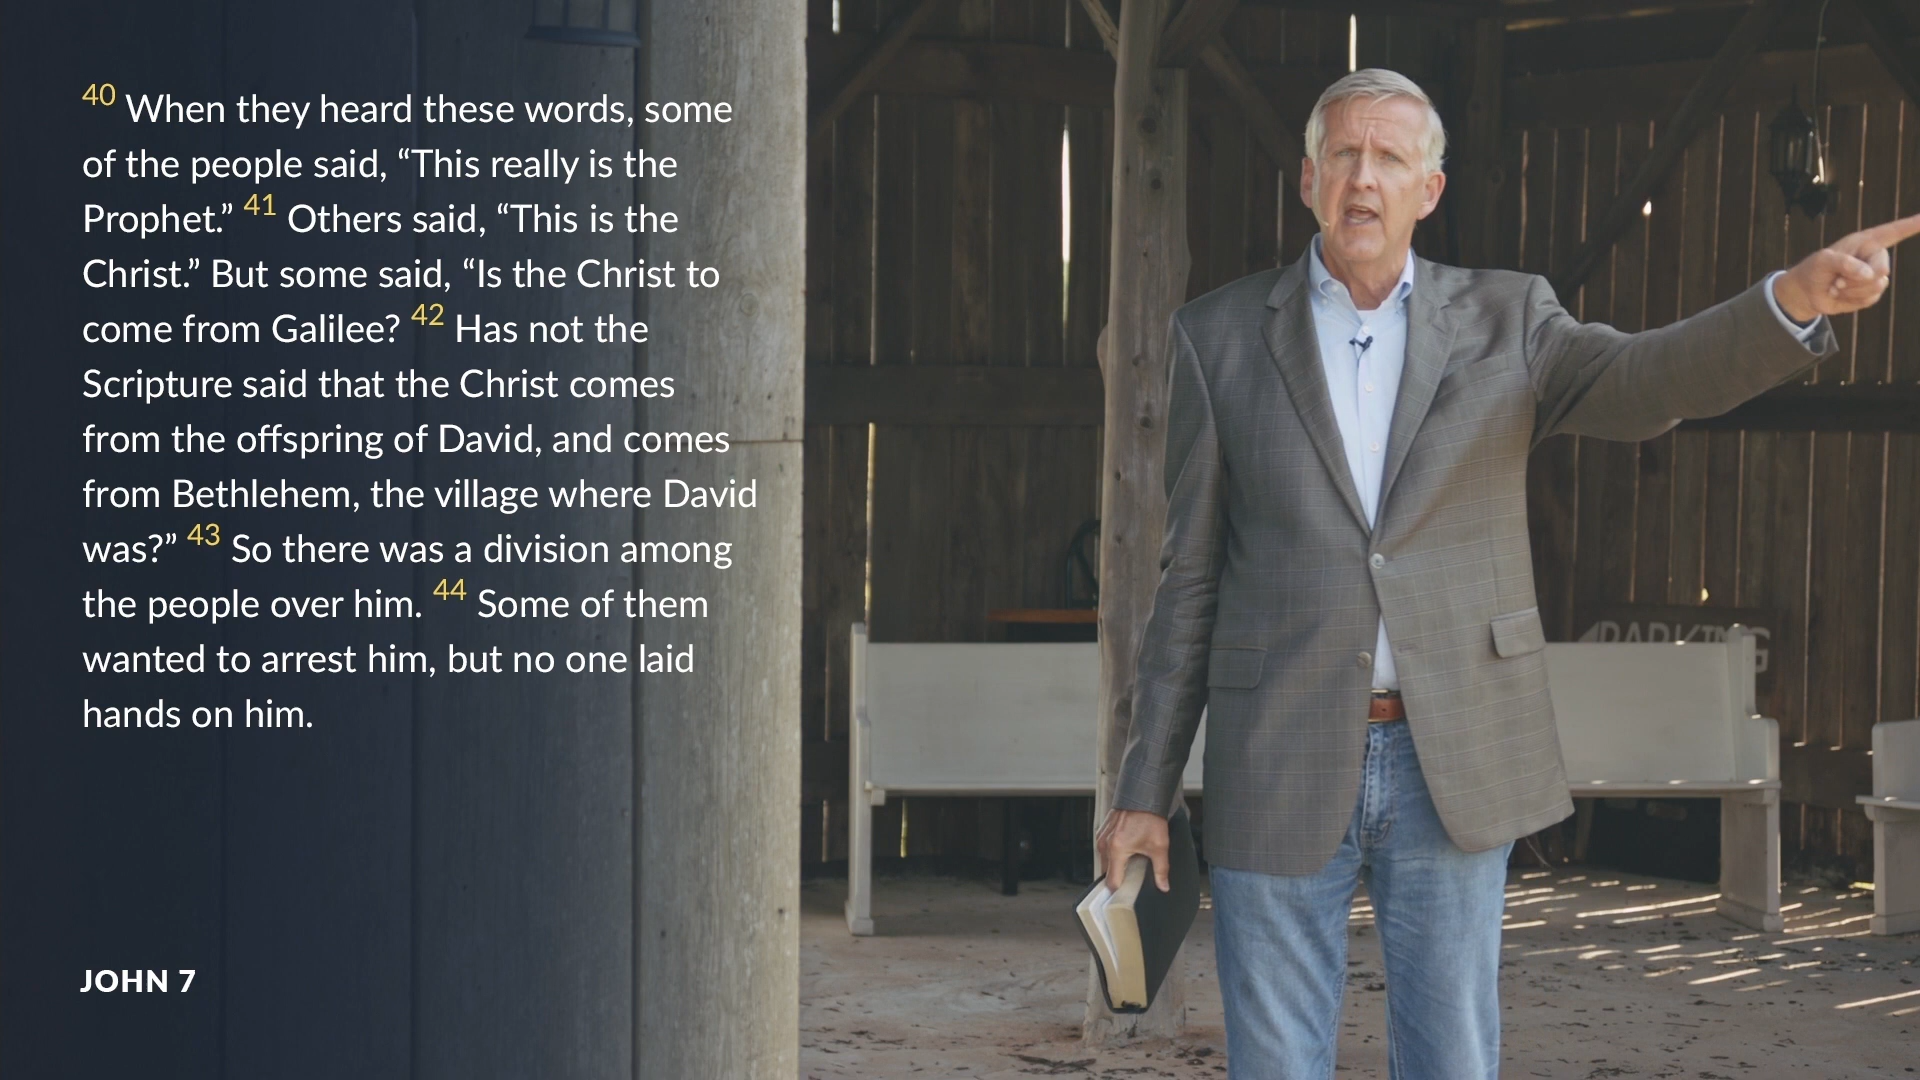 40 When they heard these words, some
of the people said, “This really is the
Prophet.” 41 Others said, “This is the
Christ.” But some said, “Is the Christ to
come from Galilee? 42 Has not the
Scripture said that the Christ comes
from the offspring of David, and comes
from Bethlehem, the village where David
was?” 43 So there was a division among
the people over him. 44 Some of them
wanted to arrest him, but no one laid
hands on him.
JOHN 7
PARKING